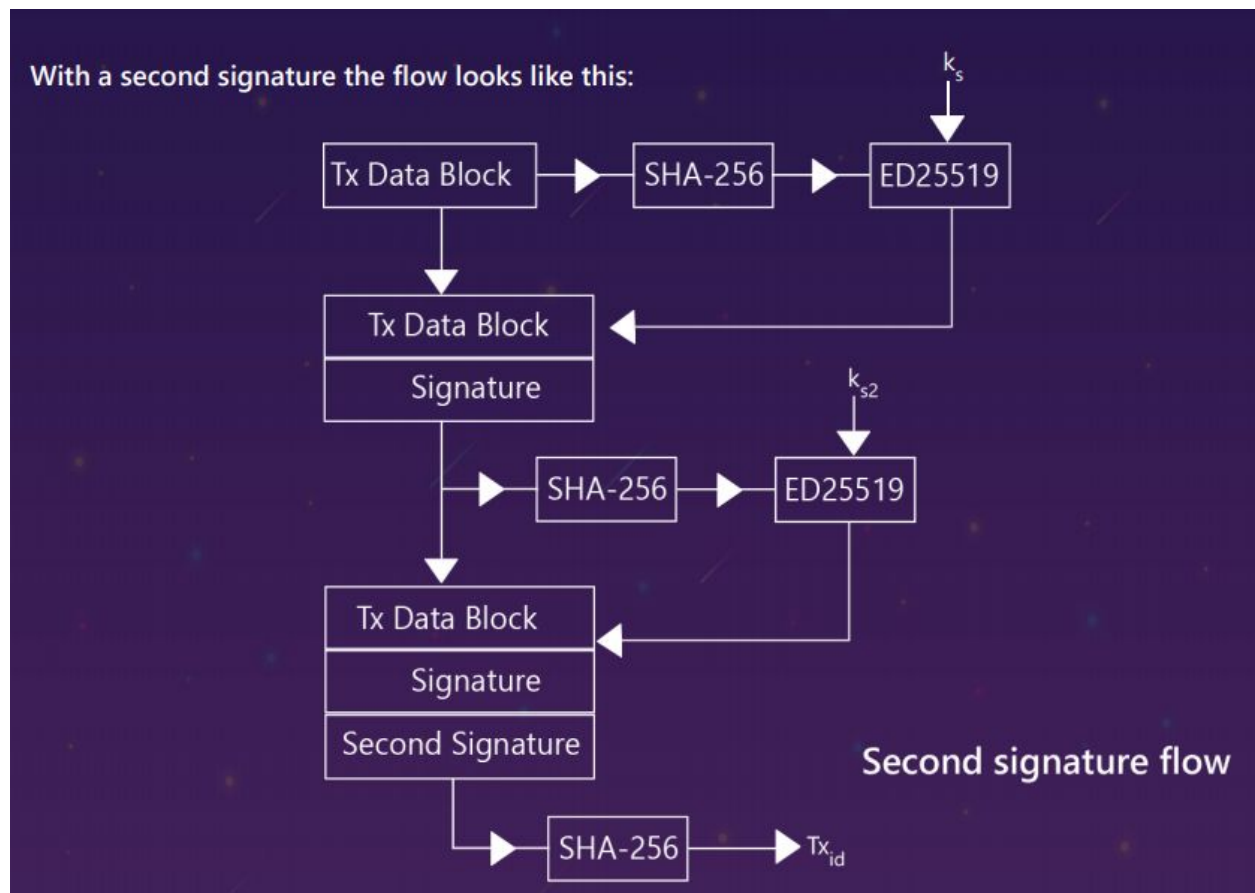 With a second signature the flow looks like this:
kₛ
Tx Data Block
SHA-256
ED25519
Tx Data Block
Signature
kₛ₂
SHA-256
ED25519
Tx Data Block
Signature
Second Signature
Second signature flow
SHA-256
Tx_id